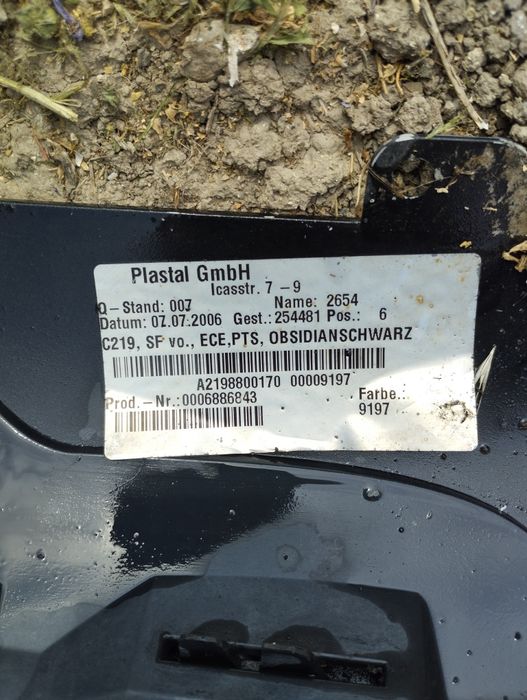 Plastal GmbH
Icasstr. 7 - 9
Q-Stand: 007 Name: 2654
Datum: 07.07.2006 Gest.: 254481 Pos.: 6
C219, SF vo., ECE,PTS, OBSIDIANSCHWARZ
A2198800170 00009197
Prod.-Nr.:0006886843 Farbe.:
9197